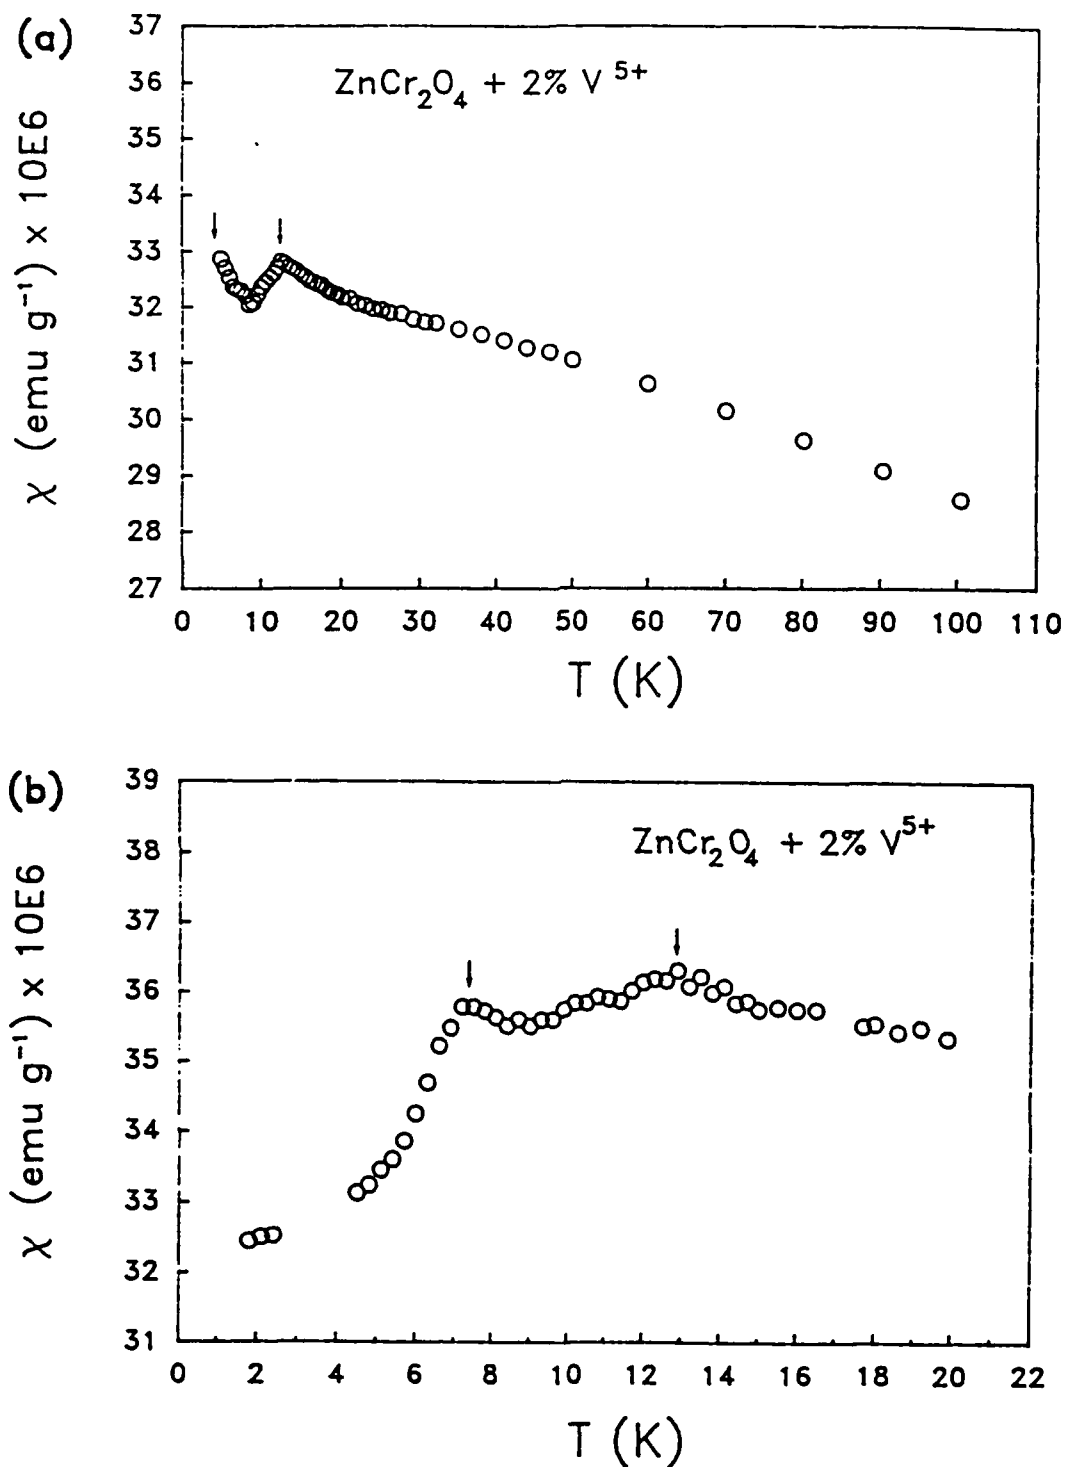 (a)
ZnCr₂O₄ + 2% V⁵⁺
χ (emu g⁻¹) x 10E6
37
36
35
34
33
32
31
30
29
28
27
0 10 20 30 40 50 60 70 80 90 100 110
T (K)
(b)
ZnCr₂O₄ + 2% V⁵⁺
χ (emu g⁻¹) x 10E6
39
38
37
36
35
34
33
32
31
0 2 4 6 8 10 12 14 16 18 20 22
T (K)